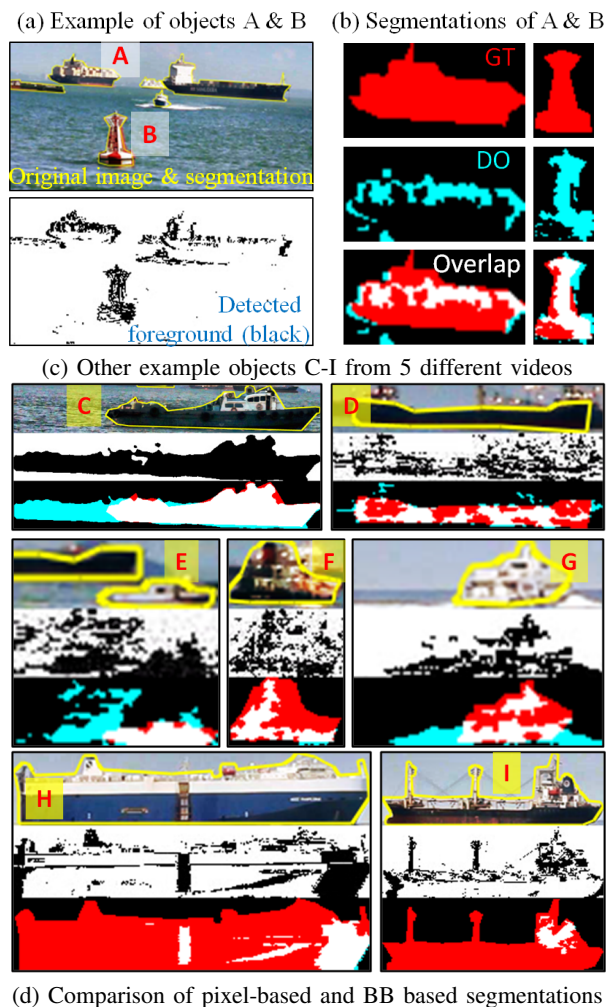 (a) Example of objects A & B
(b) Segmentations of A & B
A
B
Original image & segmentation
Detected
foreground (black)
GT
DO
Overlap
(c) Other example objects C-I from 5 different videos
C
D
E
F
G
H
I
(d) Comparison of pixel-based and BB based segmentations